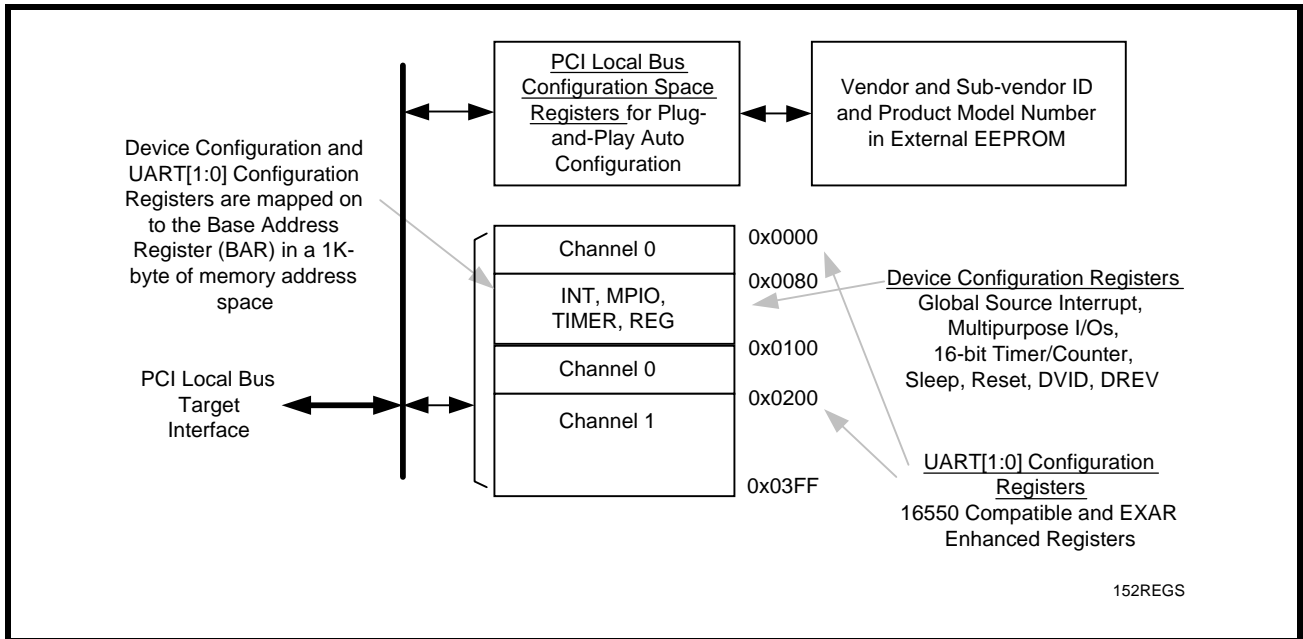 PCI Local Bus
Configuration Space
Registers for Plug-
and-Play Auto
Configuration
Vendor and Sub-vendor ID
and Product Model Number
in External EEPROM
Device Configuration and
UART[1:0] Configuration
Registers are mapped on
to the Base Address
Register (BAR) in a 1K-
byte of memory address
space
PCI Local Bus
Target
Interface
Channel 0
INT, MPIO,
TIMER, REG
Channel 0
Channel 1
0x0000
0x0080
0x0100
0x0200
0x03FF
Device Configuration Registers
Global Source Interrupt,
Multipurpose I/Os,
16-bit Timer/Counter,
Sleep, Reset, DVID, DREV
UART[1:0] Configuration
Registers
16550 Compatible and EXAR
Enhanced Registers
152REGS